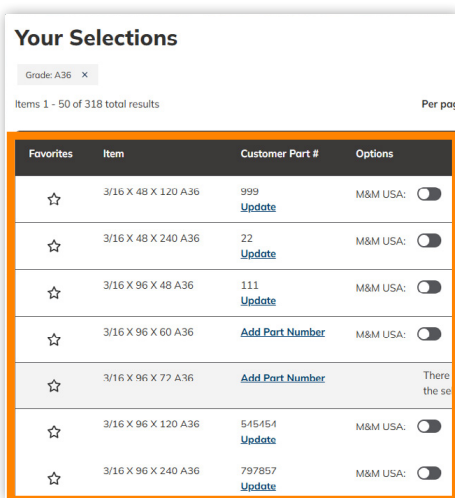 Your Selections
Grade: A36 ×
Items 1 - 50 of 318 total results Per pag
Favorites Item Customer Part # Options
3/16 X 48 X 120 A36 999 M&M USA:
Update
3/16 X 48 X 240 A36 22 M&M USA:
Update
3/16 X 96 X 48 A36 111 M&M USA:
Update
3/16 X 96 X 60 A36 Add Part Number M&M USA:
3/16 X 96 X 72 A36 Add Part Number There
the se
3/16 X 96 X 120 A36 545454 M&M USA:
Update
3/16 X 96 X 240 A36 797857 M&M USA:
Update